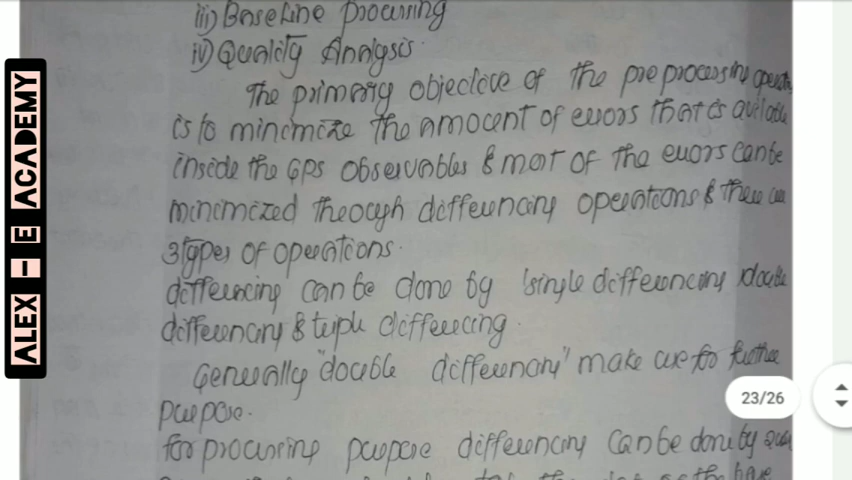 iii) Baseline processing
iv) Quality Analysis.
The primary objective of the preprocessing
is to minimize the amount of errors that is available
inside the GPS observables & most of the errors can be
minimized through differencing operations & there are
3 types of operations.
differencing can be done by single differencing, double
differencing & triple differencing.
Generally "double differencing" make use for further
purpose.
for processing purpose differencing can be done by
ALEX - E ACADEMY
23/26